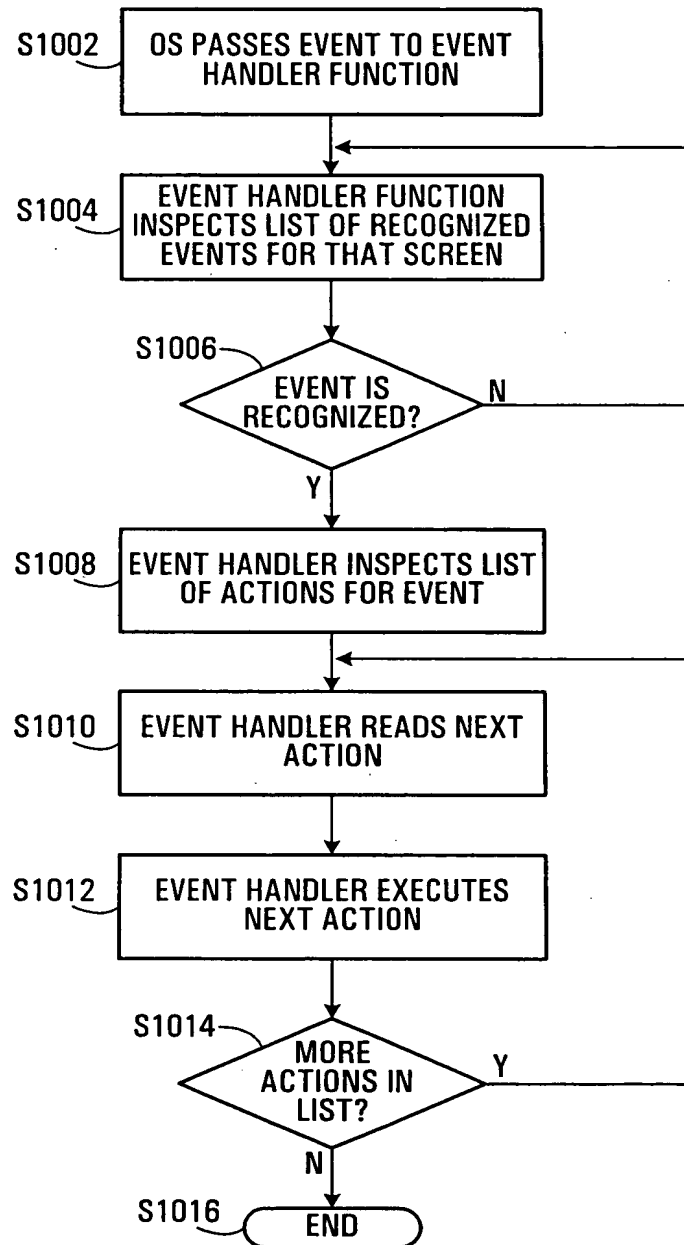 S1002
OS PASSES EVENT TO EVENT
HANDLER FUNCTION
S1004
EVENT HANDLER FUNCTION
INSPECTS LIST OF RECOGNIZED
EVENTS FOR THAT SCREEN
S1006
EVENT IS
RECOGNIZED?
N
Y
S1008
EVENT HANDLER INSPECTS LIST
OF ACTIONS FOR EVENT
S1010
EVENT HANDLER READS NEXT
ACTION
S1012
EVENT HANDLER EXECUTES
NEXT ACTION
S1014
MORE
ACTIONS IN
LIST?
Y
N
S1016
END